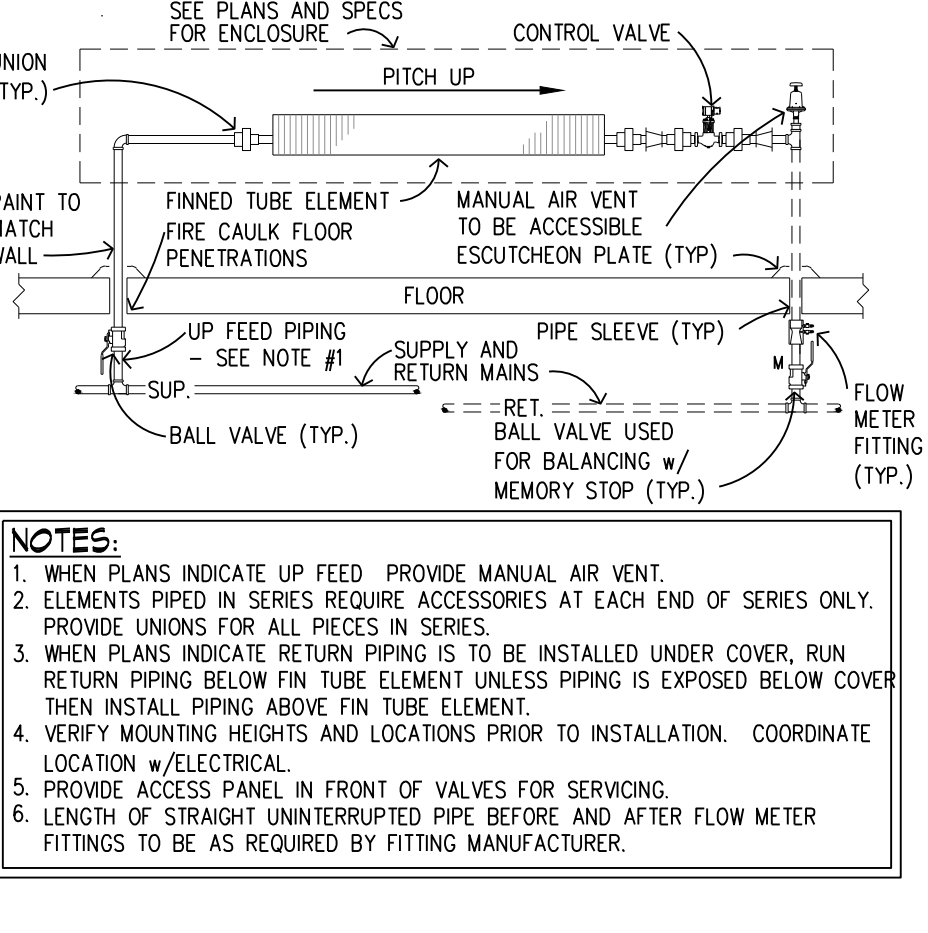 SEE PLANS AND SPECS
FOR ENCLOSURE
CONTROL VALVE
UNION
(TYP.)
PITCH UP
PAINT TO
MATCH
WALL
FINNED TUBE ELEMENT
FIRE CAULK FLOOR
PENETRATIONS
MANUAL AIR VENT
TO BE ACCESSIBLE
ESCUTCHEON PLATE (TYP)
FLOOR
UP FEED PIPING
- SEE NOTE #1
PIPE SLEEVE (TYP)
SUPPLY AND
RETURN MAINS
M
SUP.
RET.
BALL VALVE (TYP.)
BALL VALVE USED
FOR BALANCING w/
MEMORY STOP (TYP.)
FLOW
METER
FITTING
(TYP.)
NOTES:
1. WHEN PLANS INDICATE UP FEED PROVIDE MANUAL AIR VENT.
2. ELEMENTS PIPED IN SERIES REQUIRE ACCESSORIES AT EACH END OF SERIES ONLY.
PROVIDE UNIONS FOR ALL PIECES IN SERIES.
3. WHEN PLANS INDICATE RETURN PIPING IS TO BE INSTALLED UNDER COVER, RUN
RETURN PIPING BELOW FIN TUBE ELEMENT UNLESS PIPING IS EXPOSED BELOW COVER
THEN INSTALL PIPING ABOVE FIN TUBE ELEMENT.
4. VERIFY MOUNTING HEIGHTS AND LOCATIONS PRIOR TO INSTALLATION. COORDINATE
LOCATION w/ELECTRICAL.
5. PROVIDE ACCESS PANEL IN FRONT OF VALVES FOR SERVICING.
6. LENGTH OF STRAIGHT UNINTERRUPTED PIPE BEFORE AND AFTER FLOW METER
FITTINGS TO BE AS REQUIRED BY FITTING MANUFACTURER.